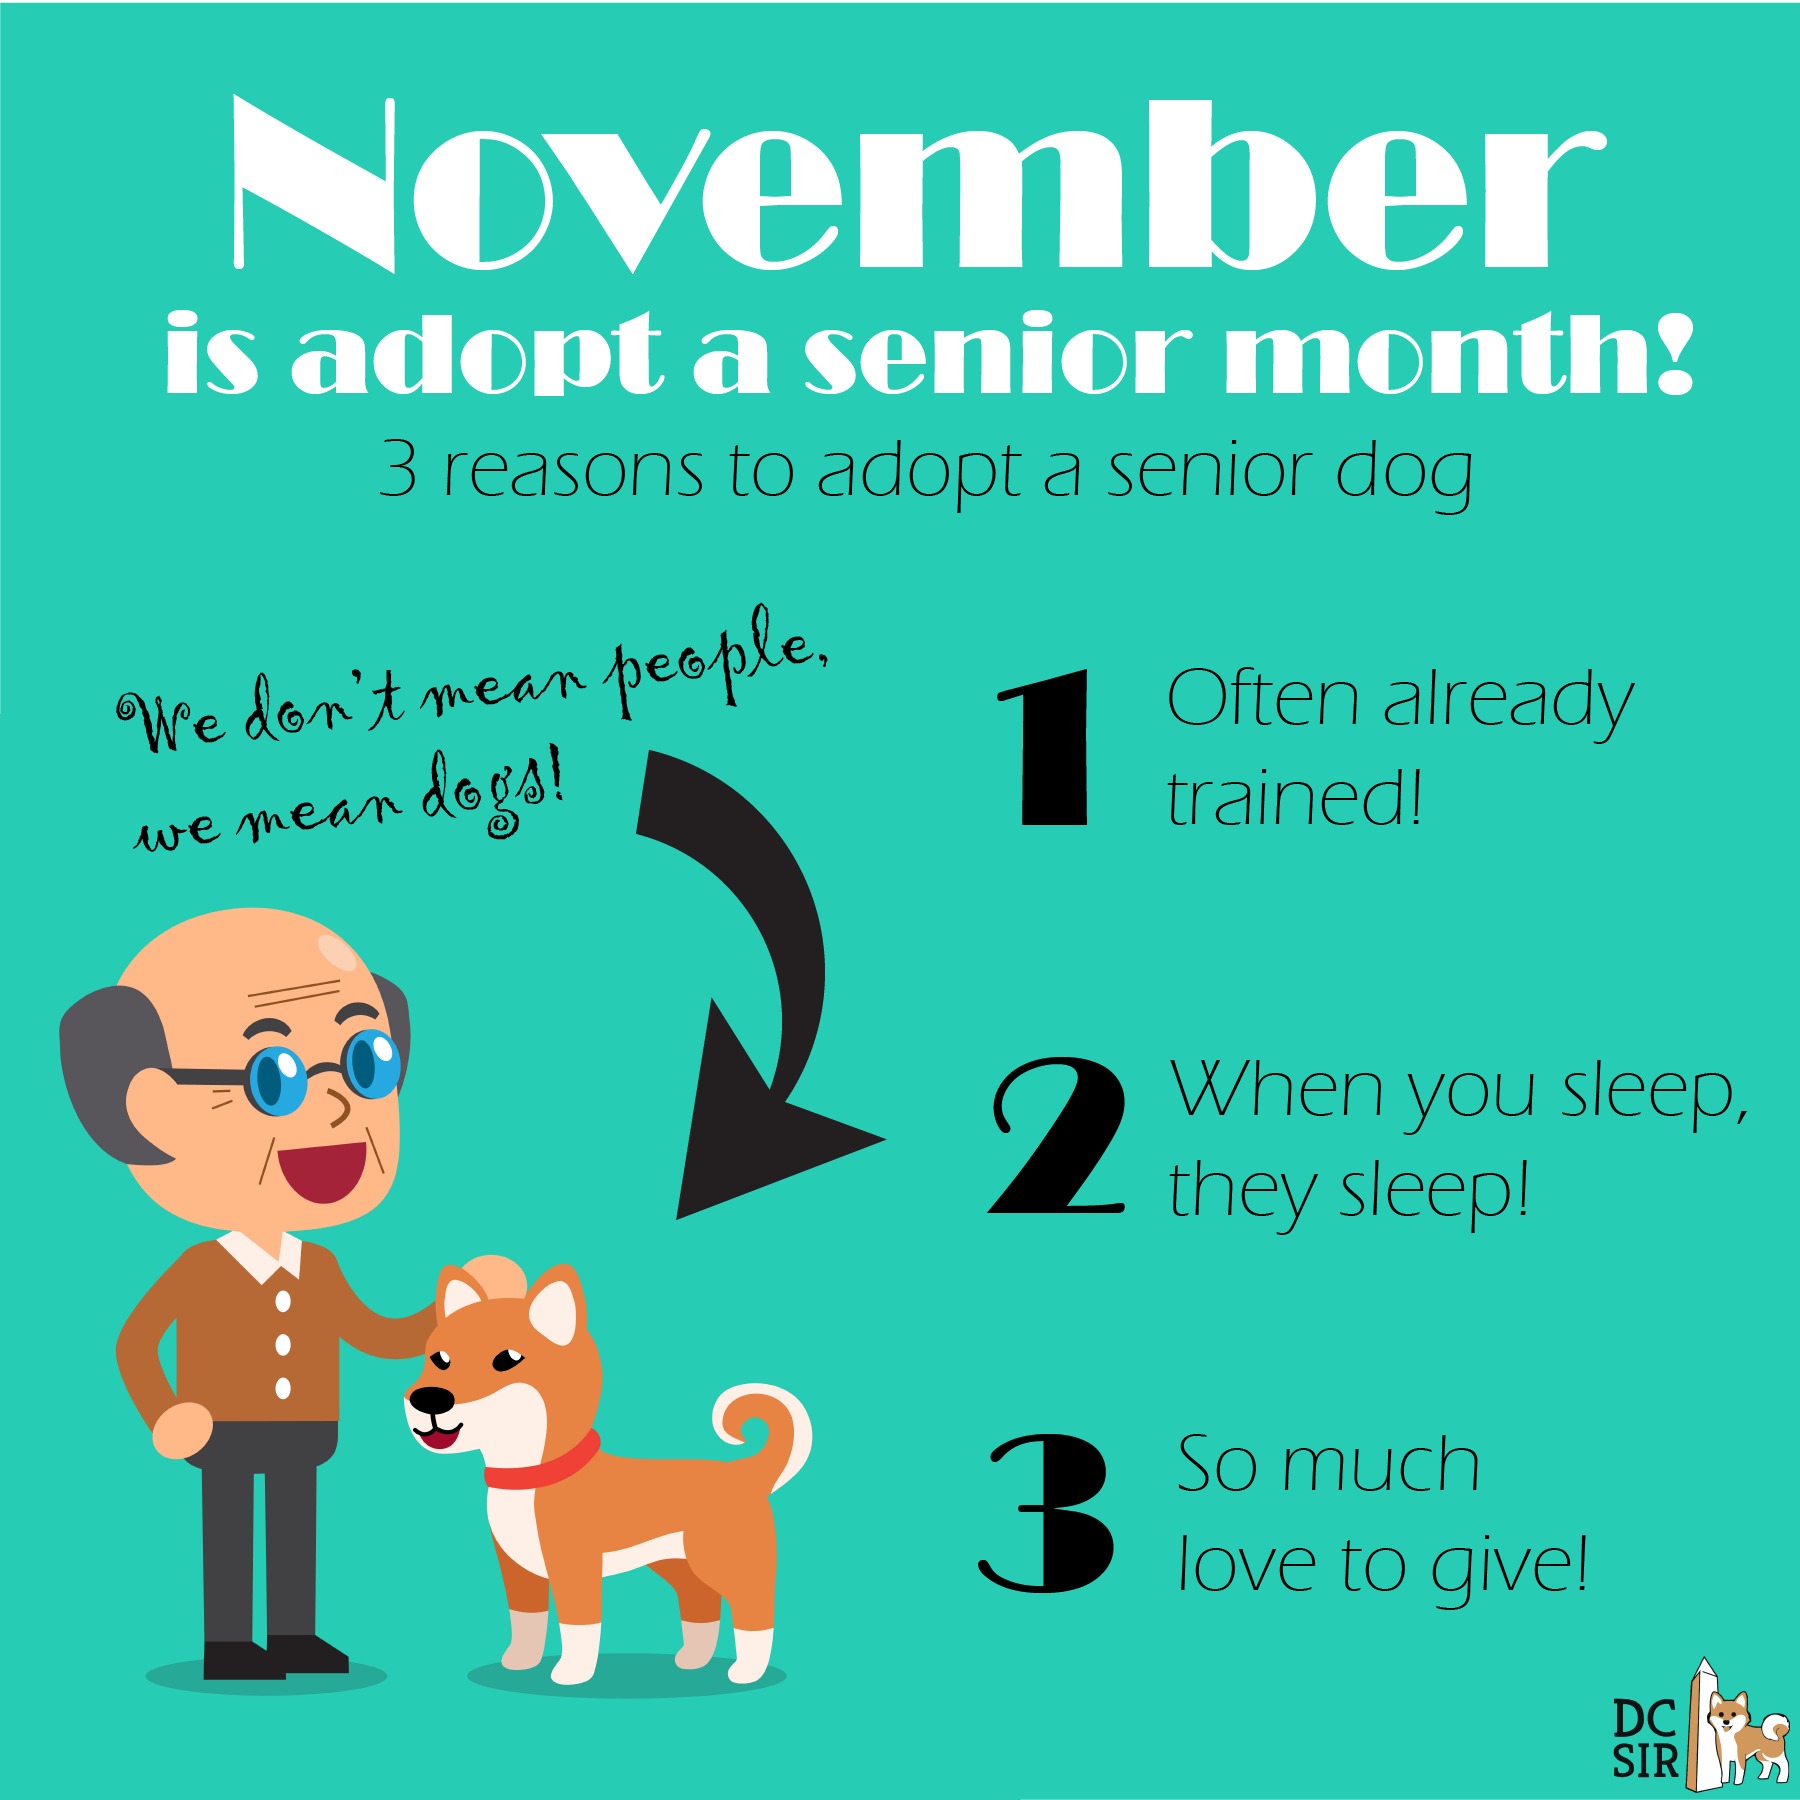 November
is adopt a senior month!
3 reasons to adopt a senior dog
We don't mean people,
we mean dogs!
1 Often already
trained!
2 When you sleep,
they sleep!
3 So much
love to give!
DC
SIR